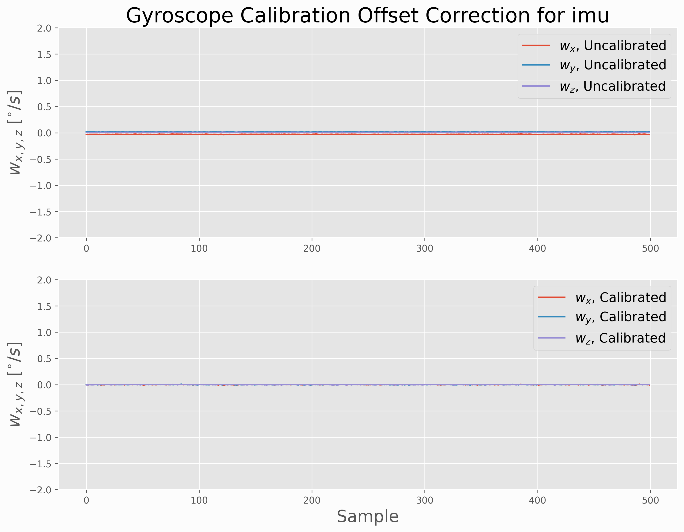 Gyroscope Calibration Offset Correction for imu
2.0
1.5
1.0
0.5
0.0
−0.5
−1.0
−1.5
−2.0
w_{x,y,z} [°/s]
w_x, Uncalibrated
w_y, Uncalibrated
w_z, Uncalibrated
0 100 200 300 400 500
2.0
1.5
1.0
0.5
0.0
−0.5
−1.0
−1.5
−2.0
w_{x,y,z} [°/s]
w_x, Calibrated
w_y, Calibrated
w_z, Calibrated
0 100 200 300 400 500
Sample